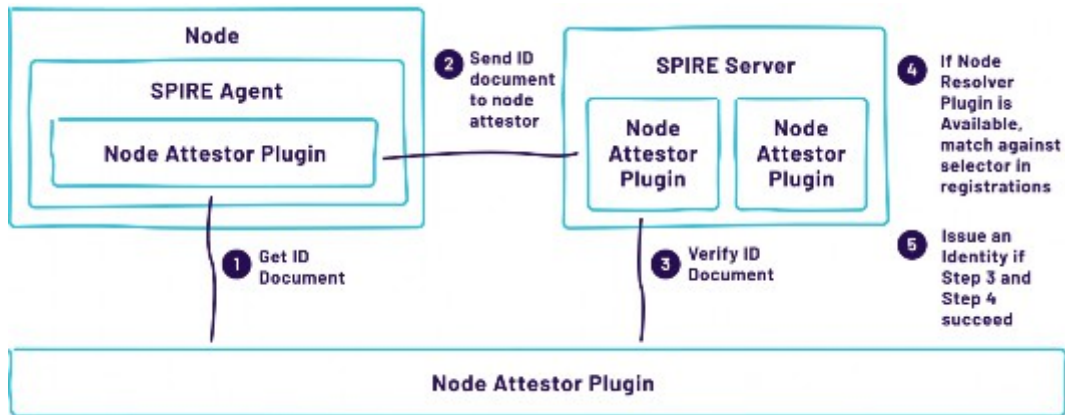 Node
SPIRE Agent
Node Attestor Plugin
2 Send ID
document
to node
attestor
SPIRE Server
Node
Attestor
Plugin
Node
Attestor
Plugin
4 If Node
Resolver
Plugin is
Available,
match against
selector in
registrations
1 Get ID
Document
3 Verify ID
Document
5 Issue an
Identity if
Step 3 and
Step 4
succeed
Node Attestor Plugin